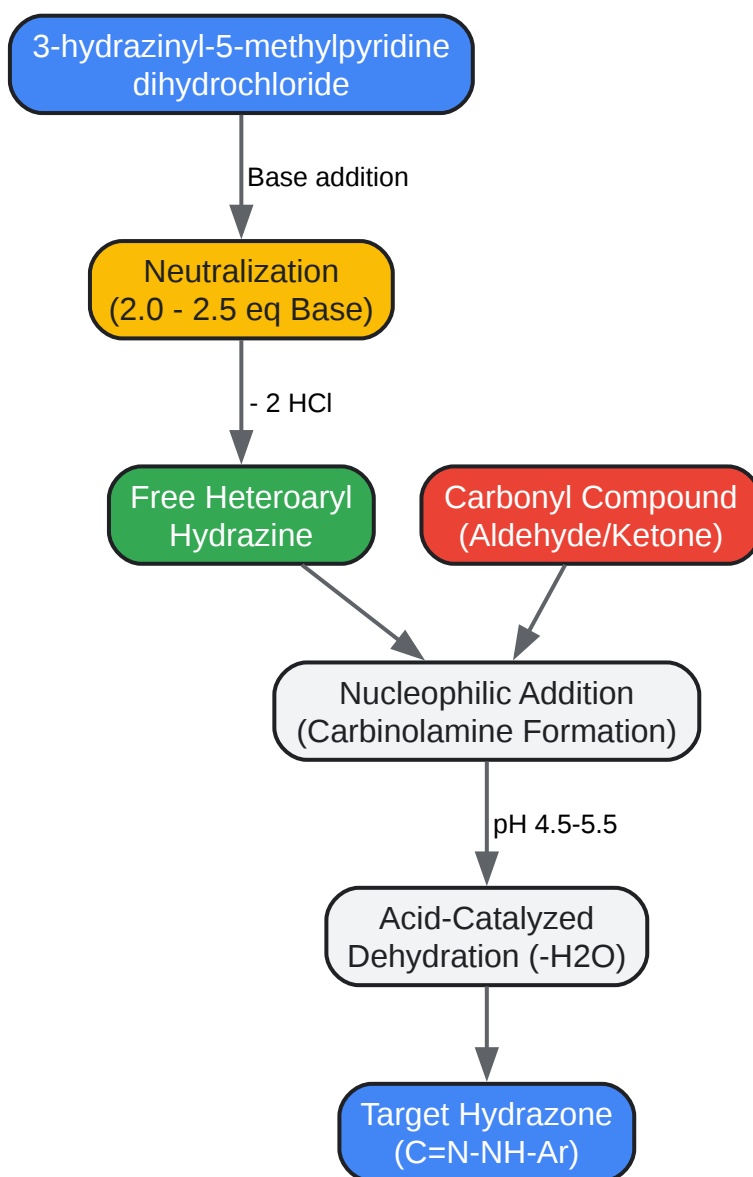 3-hydrazinyl-5-methylpyridine
dihydrochloride
Base addition
Neutralization
(2.0 - 2.5 eq Base)
- 2 HCl
Free Heteroaryl
Hydrazine
Carbonyl Compound
(Aldehyde/Ketone)
Nucleophilic Addition
(Carbinolamine Formation)
pH 4.5-5.5
Acid-Catalyzed
Dehydration (-H2O)
Target Hydrazone
(C=N-NH-Ar)